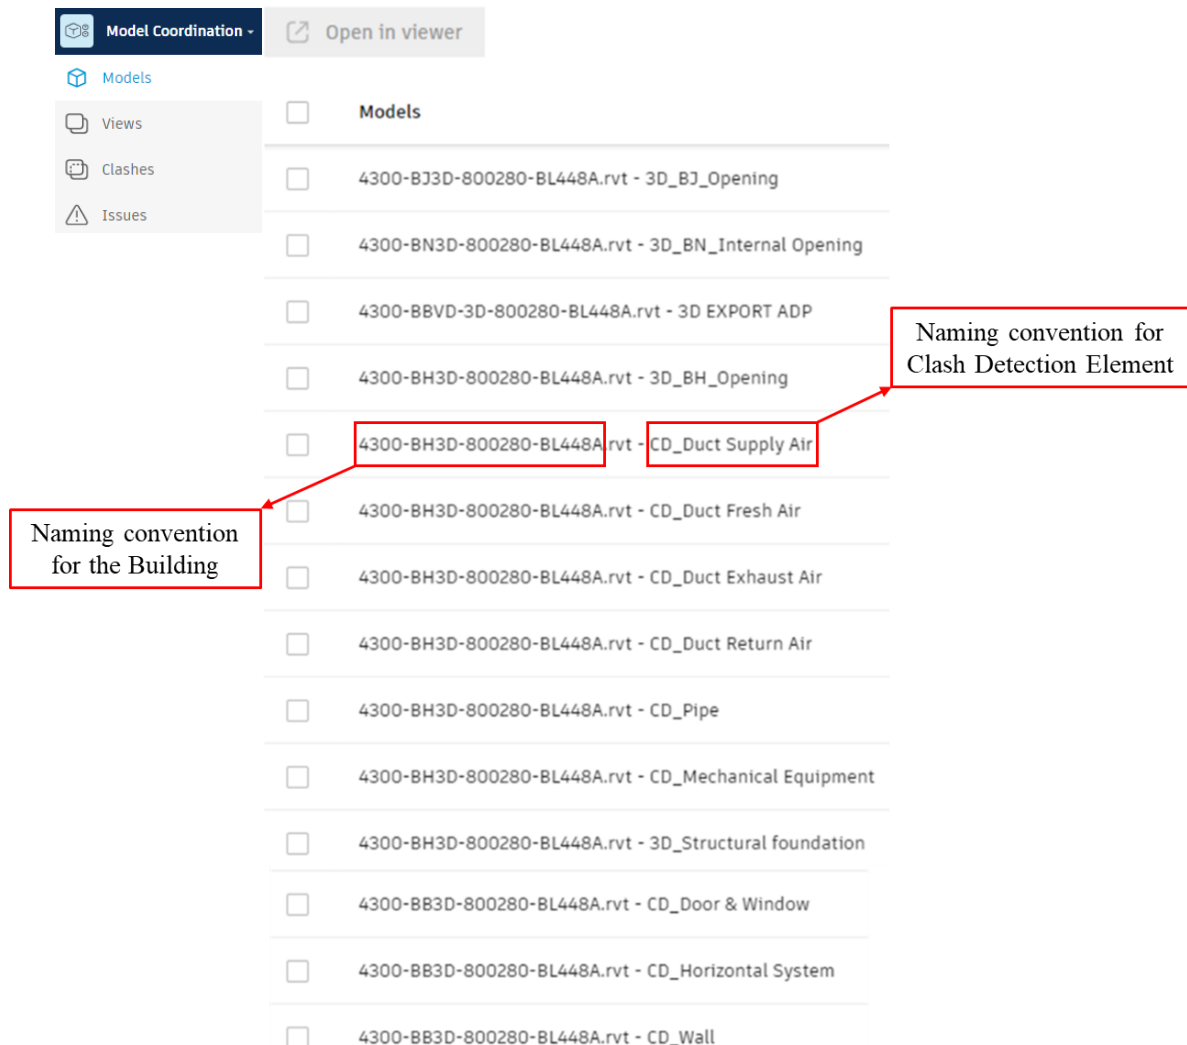 Model Coordination
Open in viewer
Models
Views
Clashes
Issues
Models
4300-BJ3D-800280-BL448A.rvt - 3D_BJ_Opening
4300-BN3D-800280-BL448A.rvt - 3D_BN_Internal Opening
4300-BBVD-3D-800280-BL448A.rvt - 3D EXPORT ADP
Naming convention for
Clash Detection Element
4300-BH3D-800280-BL448A.rvt - 3D_BH_Opening
4300-BH3D-800280-BL448A.rvt - CD_Duct Supply Air
4300-BH3D-800280-BL448A.rvt - CD_Duct Fresh Air
Naming convention
for the Building
4300-BH3D-800280-BL448A.rvt - CD_Duct Exhaust Air
4300-BH3D-800280-BL448A.rvt - CD_Duct Return Air
4300-BH3D-800280-BL448A.rvt - CD_Pipe
4300-BH3D-800280-BL448A.rvt - CD_Mechanical Equipment
4300-BH3D-800280-BL448A.rvt - 3D_Structural foundation
4300-BB3D-800280-BL448A.rvt - CD_Door & Window
4300-BB3D-800280-BL448A.rvt - CD_Horizontal System
4300-BB3D-800280-BL448A.rvt - CD_Wall